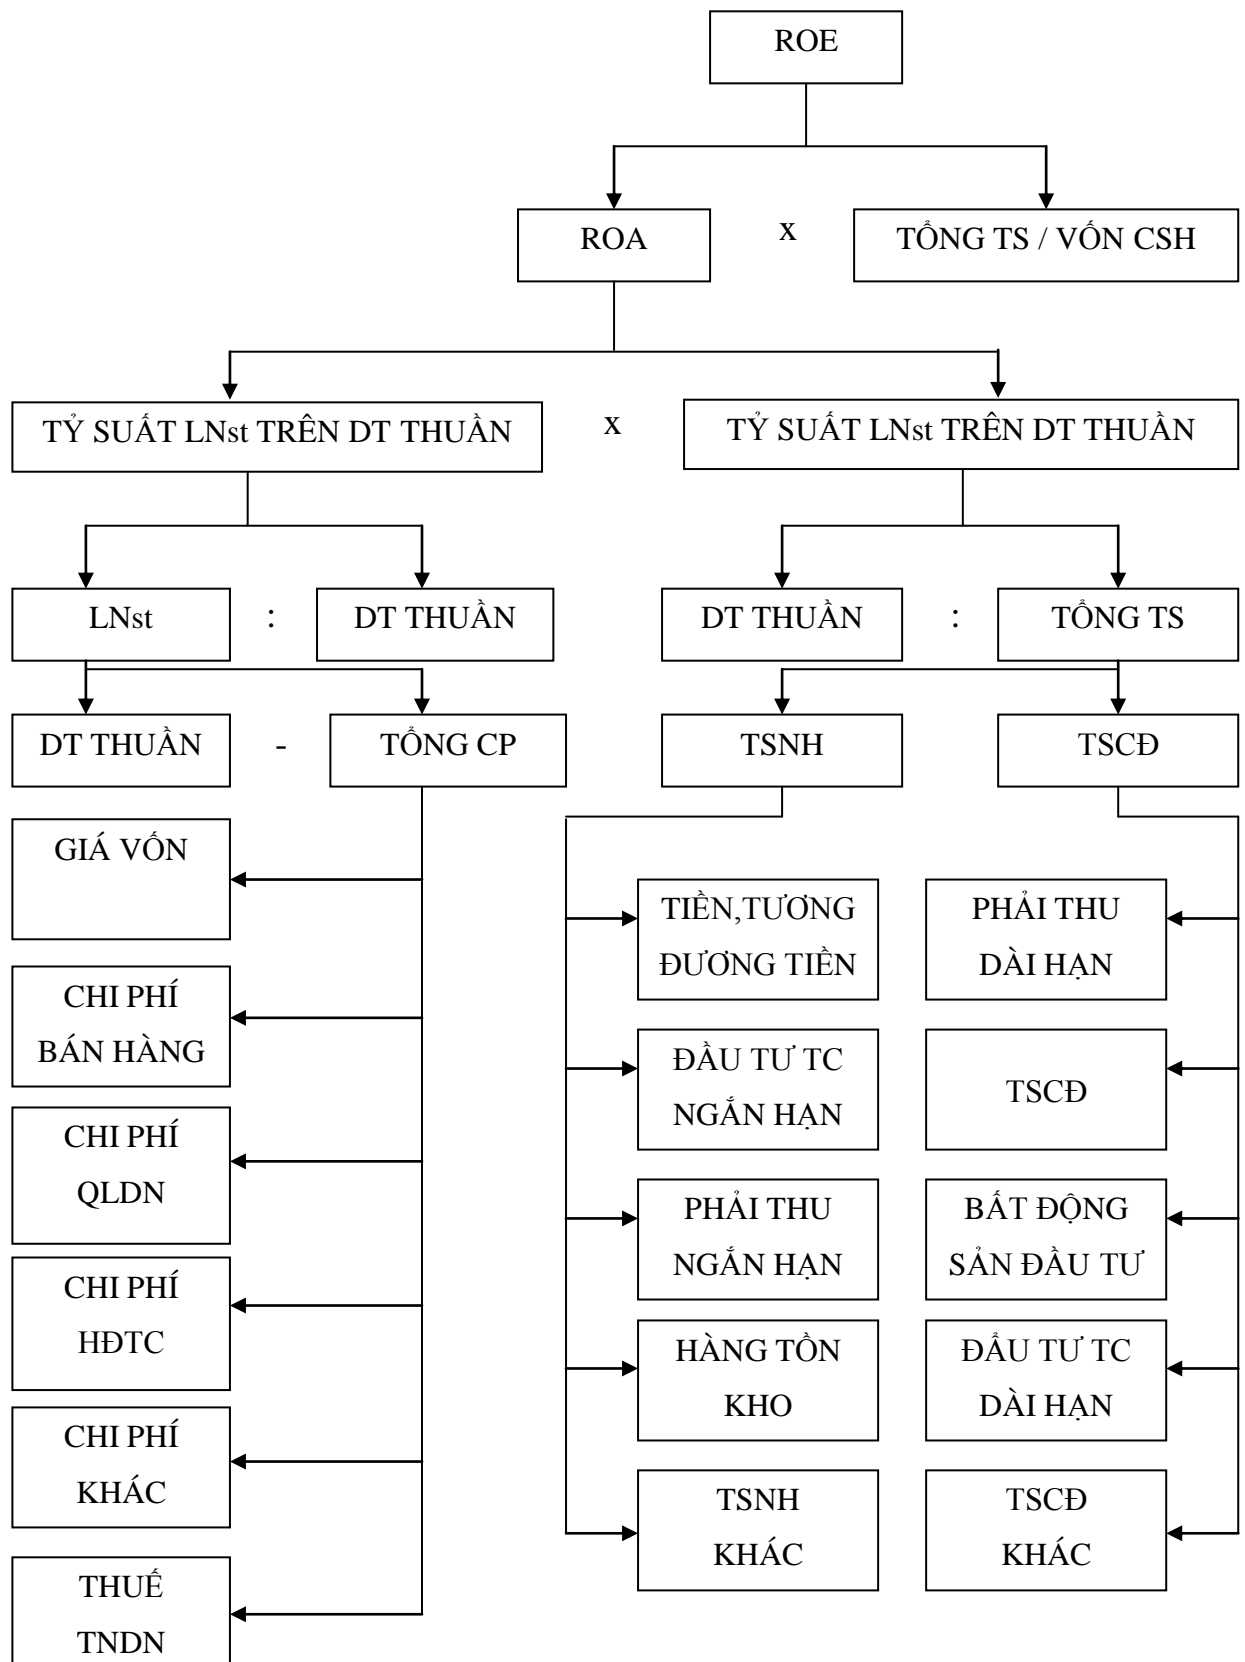 ROE
ROA
x
TỔNG TS / VỐN CSH
TỶ SUẤT LNst TRÊN DT THUẦN
x
TỶ SUẤT LNst TRÊN DT THUẦN
LNst
:
DT THUẦN
DT THUẦN
:
TỔNG TS
DT THUẦN
-
TỔNG CP
TSNH
TSCĐ
GIÁ VỐN
CHI PHÍ
BÁN HÀNG
CHI PHÍ
QLDN
CHI PHÍ
HĐTC
CHI PHÍ
KHÁC
THUẾ
TNDN
TIỀN,TƯƠNG
ĐƯƠNG TIỀN
ĐẦU TƯ TC
NGẮN HẠN
PHẢI THU
NGẮN HẠN
HÀNG TỒN
KHO
TSNH
KHÁC
PHẢI THU
DÀI HẠN
TSCĐ
BẤT ĐỘNG
SẢN ĐẦU TƯ
ĐẨU TƯ TC
DÀI HẠN
TSCĐ
KHÁC